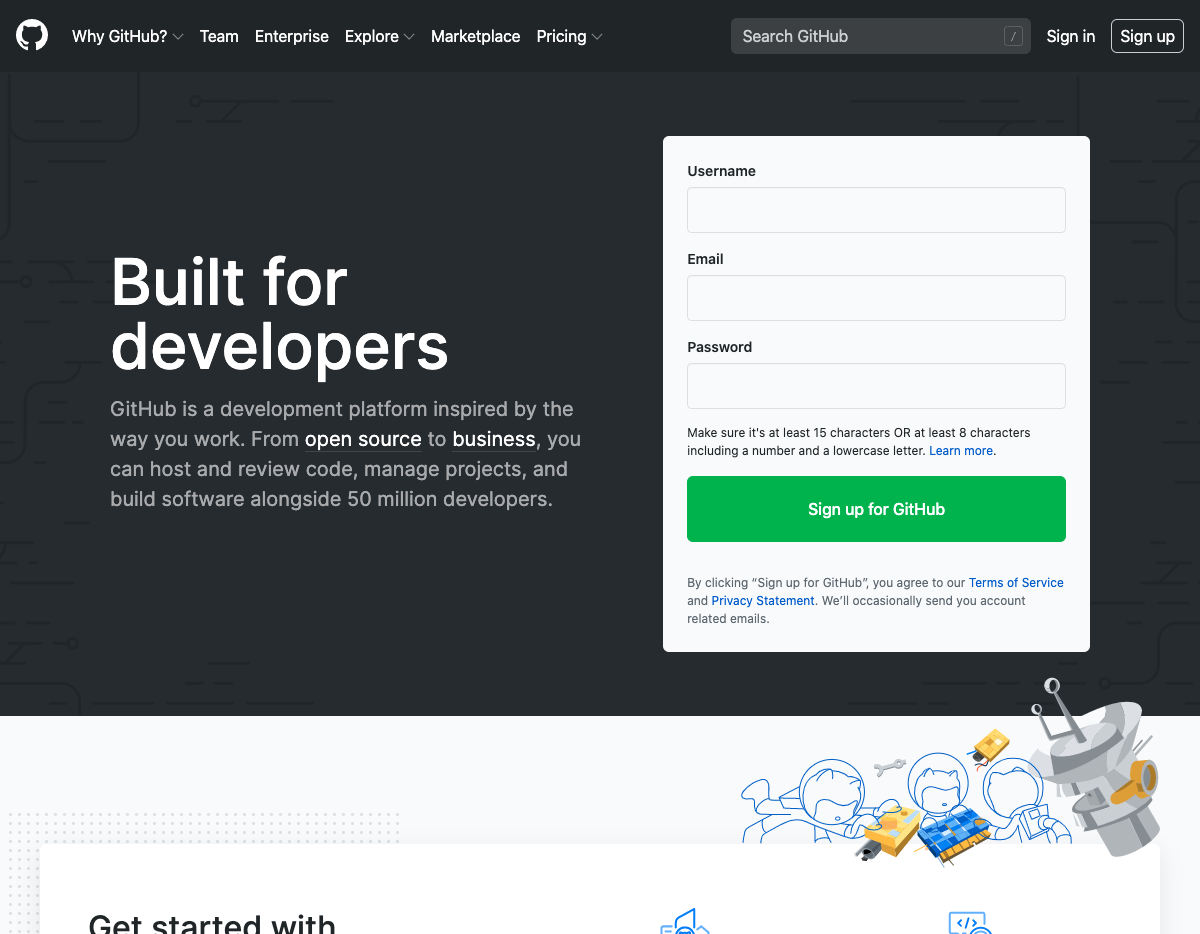 Why GitHub? Team Enterprise Explore Marketplace Pricing Search GitHub / Sign in Sign up
Built for
developers
GitHub is a development platform inspired by the
way you work. From open source to business, you
can host and review code, manage projects, and
build software alongside 50 million developers.
Username
Email
Password
Make sure it's at least 15 characters OR at least 8 characters
including a number and a lowercase letter. Learn more.
Sign up for GitHub
By clicking “Sign up for GitHub”, you agree to our Terms of Service
and Privacy Statement. We’ll occasionally send you account
related emails.
Get started with